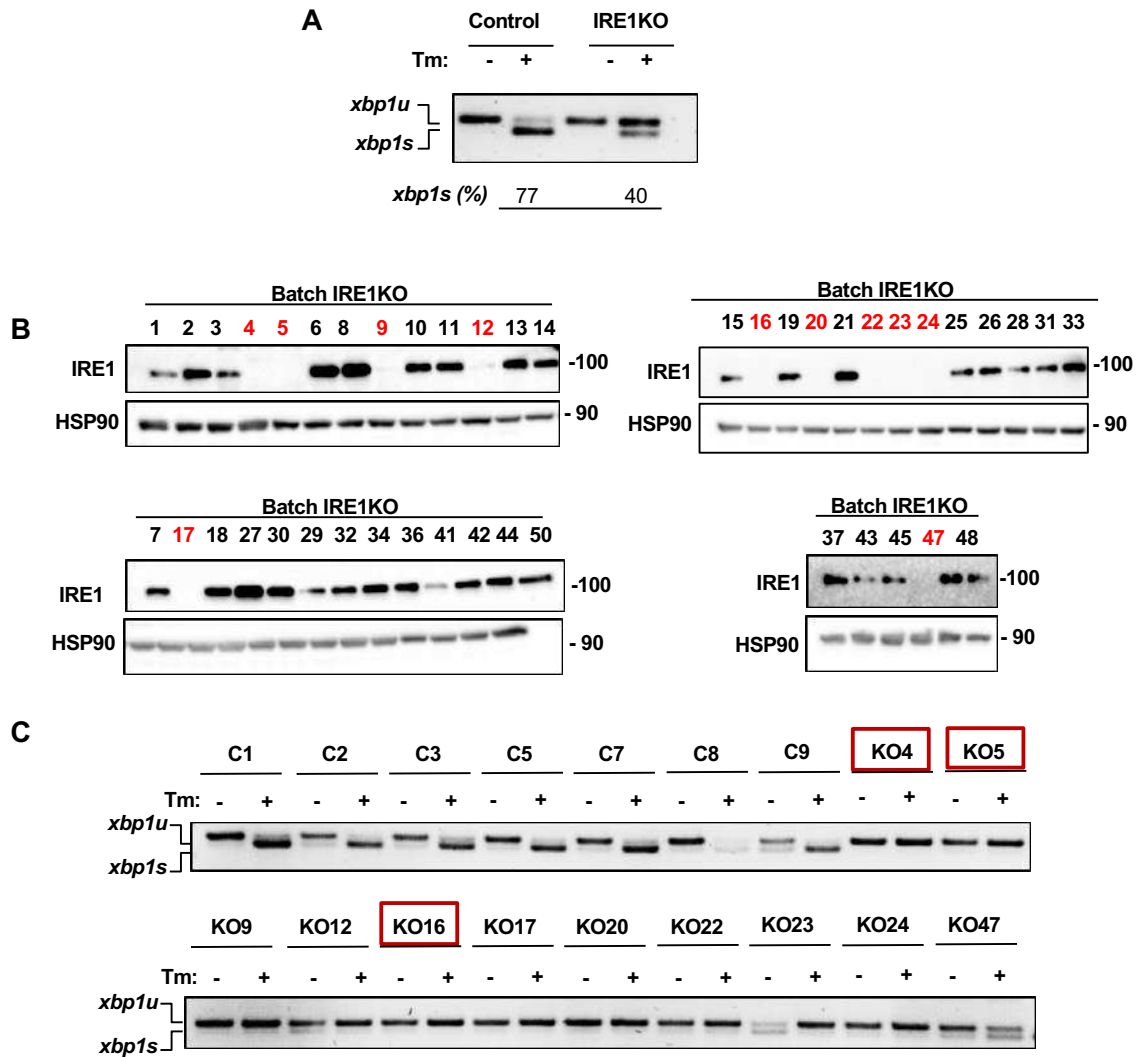 A
Control IRE1KO
Tm: - + - +
xbp1u
xbp1s
xbp1s (%) 77 40
B
Batch IRE1KO
1 2 3 4 5 6 8 9 10 11 12 13 14
IRE1 -100
HSP90 - 90
Batch IRE1KO
15 16 19 20 21 22 23 24 25 26 28 31 33
IRE1 -100
HSP90 - 90
Batch IRE1KO
7 17 18 27 30 29 32 34 36 41 42 44 50
IRE1 -100
HSP90 - 90
Batch IRE1KO
37 43 45 47 48
IRE1 -100
HSP90 - 90
C
C1 C2 C3 C5 C7 C8 C9 KO4 KO5
Tm: - + - + - + - + - + - + - + - + - +
xbp1u
xbp1s
KO9 KO12 KO16 KO17 KO20 KO22 KO23 KO24 KO47
Tm: - + - + - + - + - + - + - + - + - +
xbp1u
xbp1s